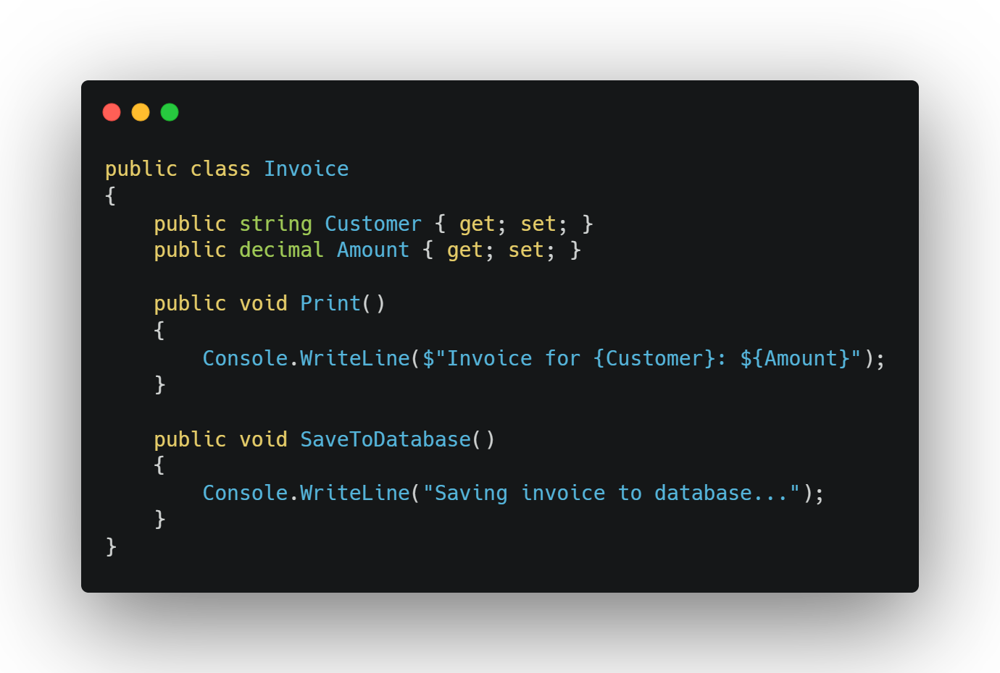 public class Invoice
{
    public string Customer { get; set; }
    public decimal Amount { get; set; }

    public void Print()
    {
        Console.WriteLine($"Invoice for {Customer}: ${Amount}");
    }

    public void SaveToDatabase()
    {
        Console.WriteLine("Saving invoice to database...");
    }
}